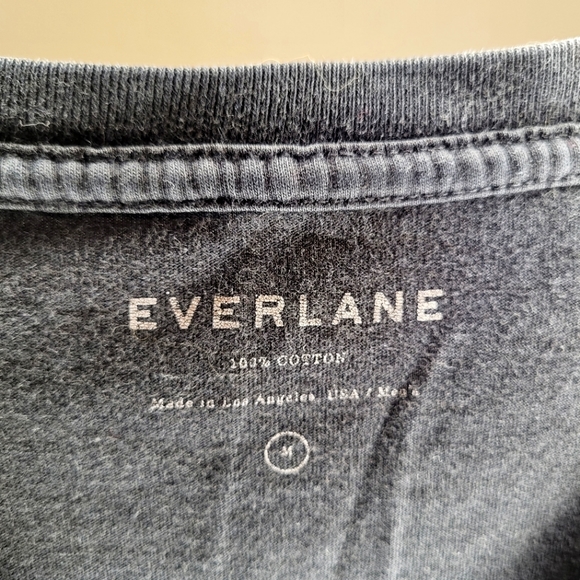 EVERLANE
100% COTTON
Made in Los Angeles, USA / Men's
M